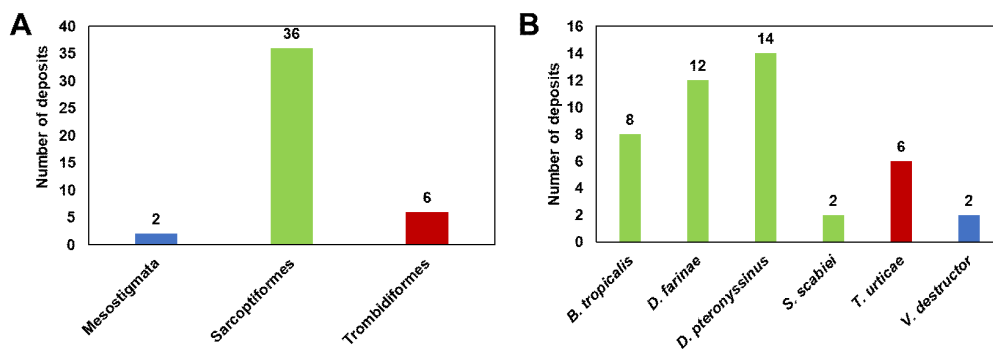 A
Number of deposits
40
35
30
25
20
15
10
5
0
2
36
6
Mesostigmata
Sarcoptiformes
Trombidiformes
B
Number of deposits
16
14
12
10
8
6
4
2
0
8
12
14
2
6
2
B. tropicalis
D. farinae
D. pteronyssinus
S. scabiei
T. urticae
V. destructor